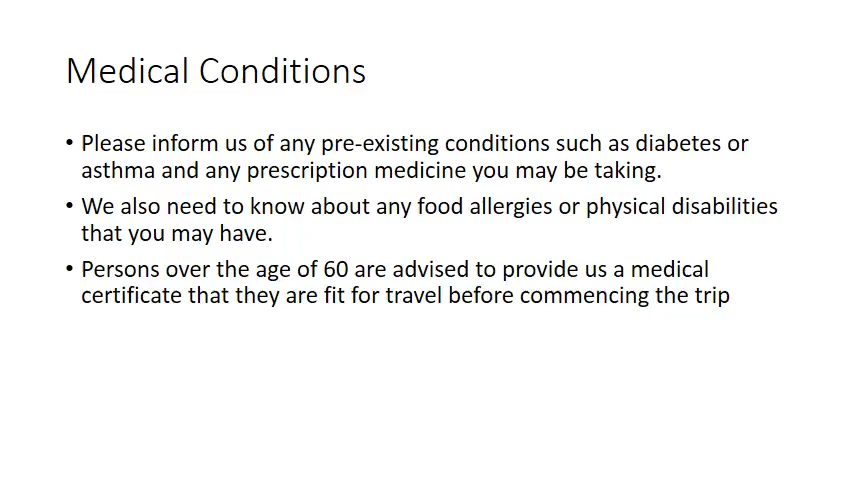 Medical Conditions
• Please inform us of any pre-existing conditions such as diabetes or
asthma and any prescription medicine you may be taking.
• We also need to know about any food allergies or physical disabilities
that you may have.
• Persons over the age of 60 are advised to provide us a medical
certificate that they are fit for travel before commencing the trip